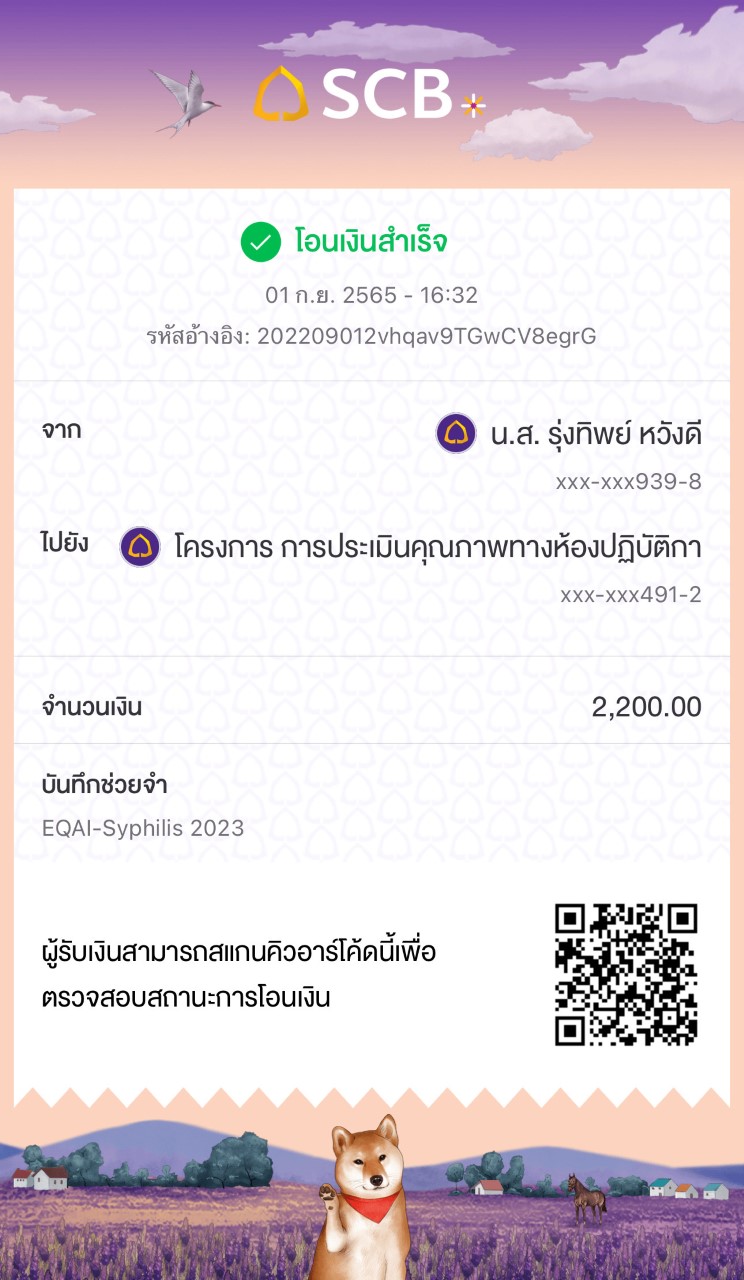 SCB
โอนเงินสำเร็จ
01 ก.ย. 2565 - 16:32
รหัสอ้างอิง: 202209012vhqav9TGwCV8egrG
จาก
น.ส. รุ่งทิพย์ หวังดี
xxx-xxx939-8
ไปยัง
โครงการ การประเมินคุณภาพทางห้องปฏิบัติกา
xxx-xxx491-2
จำนวนเงิน
2,200.00
บันทึกช่วยจำ
EQAI-Syphilis 2023
ผู้รับเงินสามารถสแกนคิวอาร์โค้ดนี้เพื่อ
ตรวจสอบสถานะการโอนเงิน